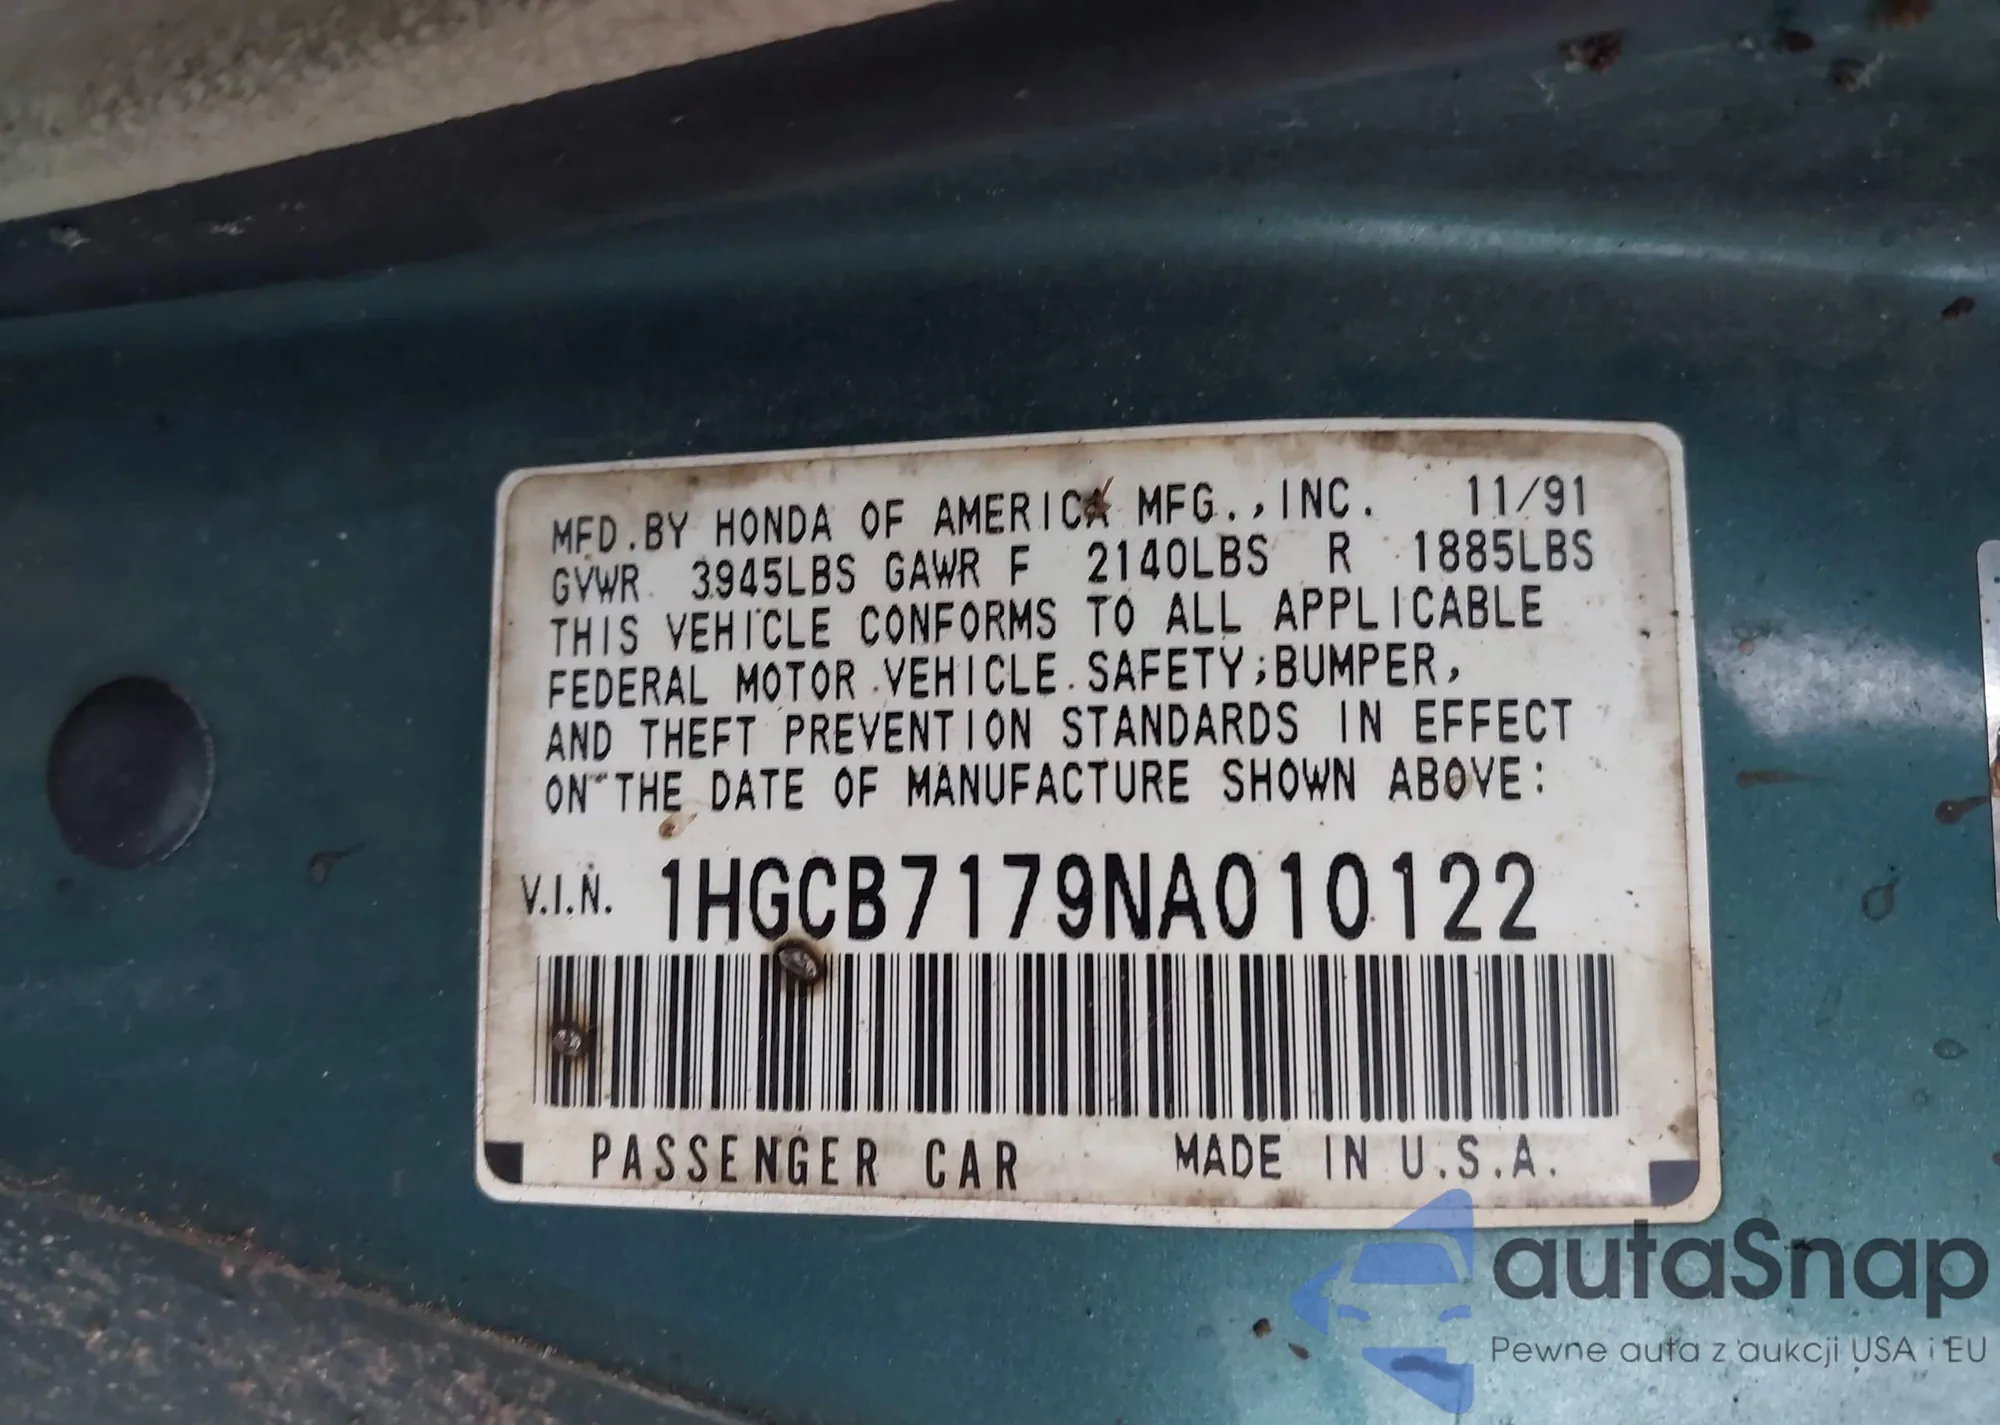 MFD.BY HONDA OF AMERICA MFG.,INC. 11/91
GVWR 3945LBS GAWR F 2140LBS R 1885LBS
THIS VEHICLE CONFORMS TO ALL APPLICABLE
FEDERAL MOTOR VEHICLE SAFETY,BUMPER,
AND THEFT PREVENTION STANDARDS IN EFFECT
ON THE DATE OF MANUFACTURE SHOWN ABOVE:
V.I.N. 1HGCB7179NA010122
PASSENGER CAR MADE IN U.S.A.
autaSnap
Pewne auta z aukcji USA i EU